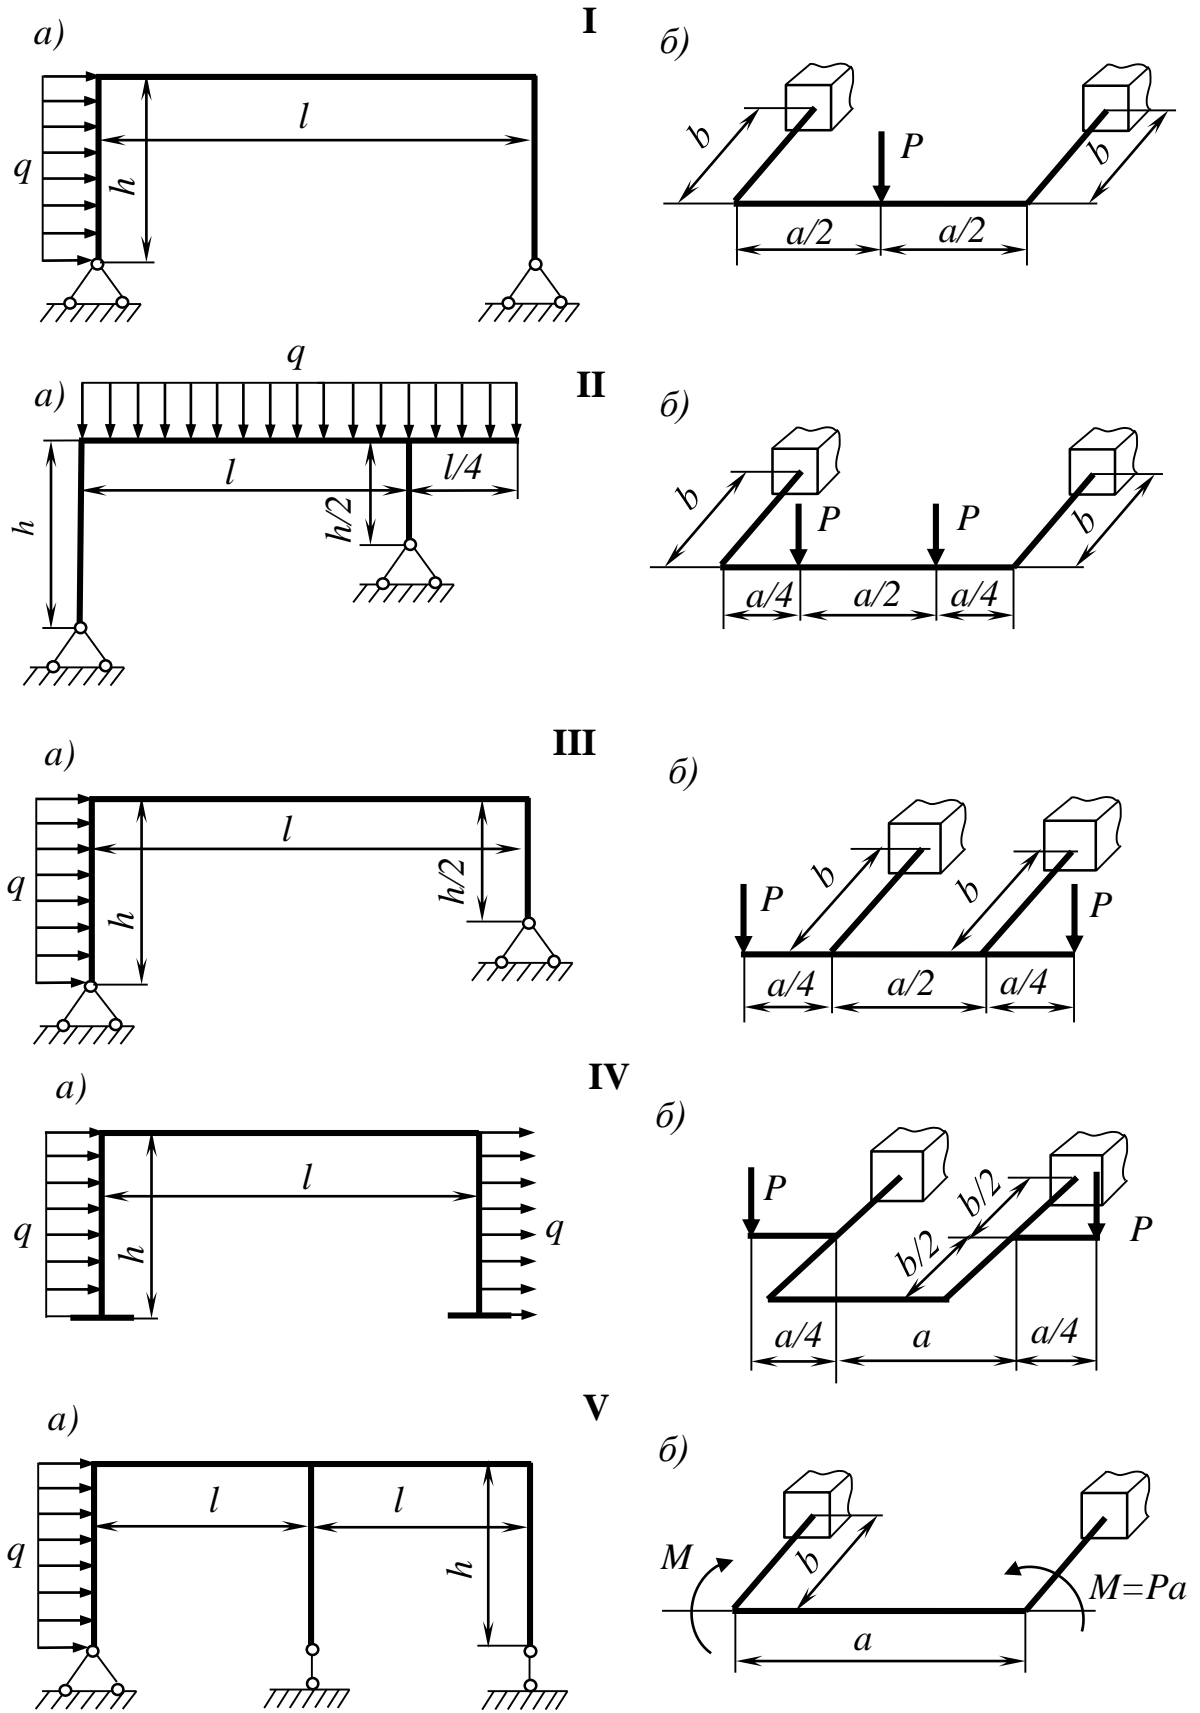 I
а)
б)
l
q
h
b
P
b
a/2
a/2
II
q
а)
б)
l
l/4
h
h/2
b
P
P
b
a/4
a/2
a/4
III
а)
б)
l
q
h
h/2
P
b
b
P
a/4
a/2
a/4
IV
а)
б)
l
q
h
q
P
b/2
b/2
P
a/4
a
a/4
V
а)
б)
l
l
q
h
M
b
M=Pa
a